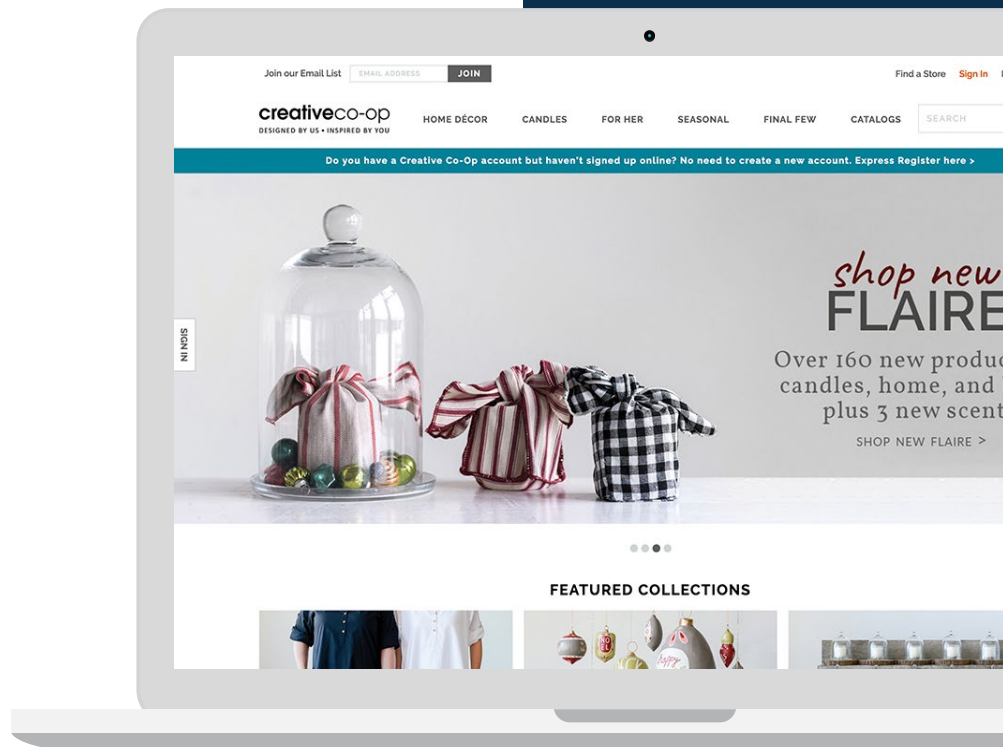 Join our Email List
EMAIL ADDRESS
JOIN
Find a Store
Sign In
creativeco-op
DESIGNED BY US • INSPIRED BY YOU
HOME DÉCOR
CANDLES
FOR HER
SEASONAL
FINAL FEW
CATALOGS
SEARCH
Do you have a Creative Co-Op account but haven't signed up online? No need to create a new account. Express Register here >
SIGN IN
shop new
FLAIRE
Over 160 new produc
candles, home, and
plus 3 new scent
SHOP NEW FLAIRE >
FEATURED COLLECTIONS
NO
EL
happy